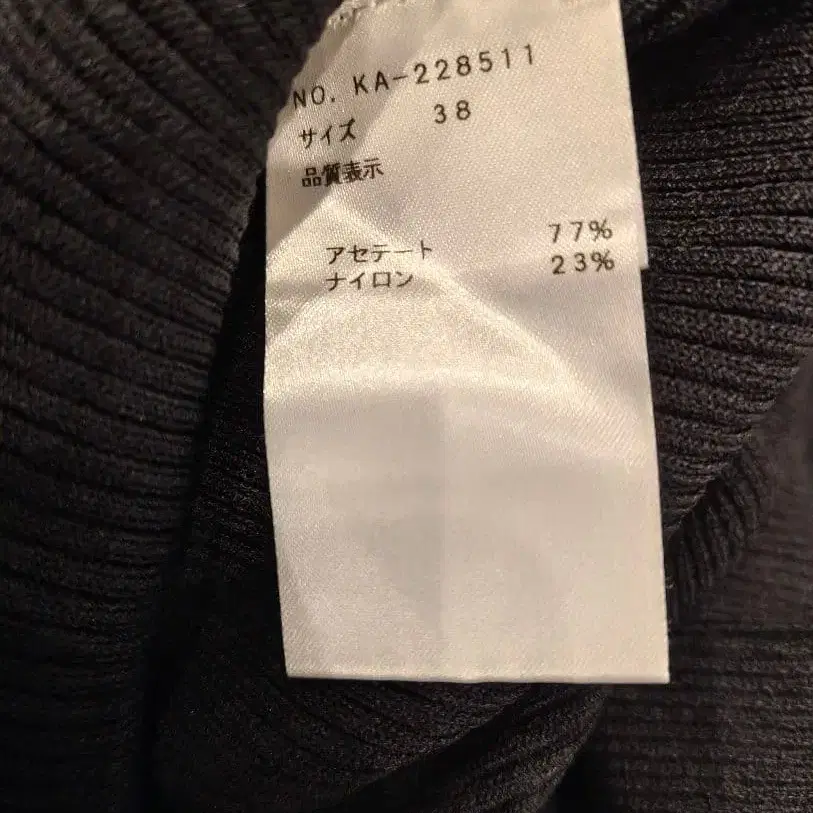 NO. KA-228511
サイズ 38
品質表示
アセテート 77%
ナイロン 23%